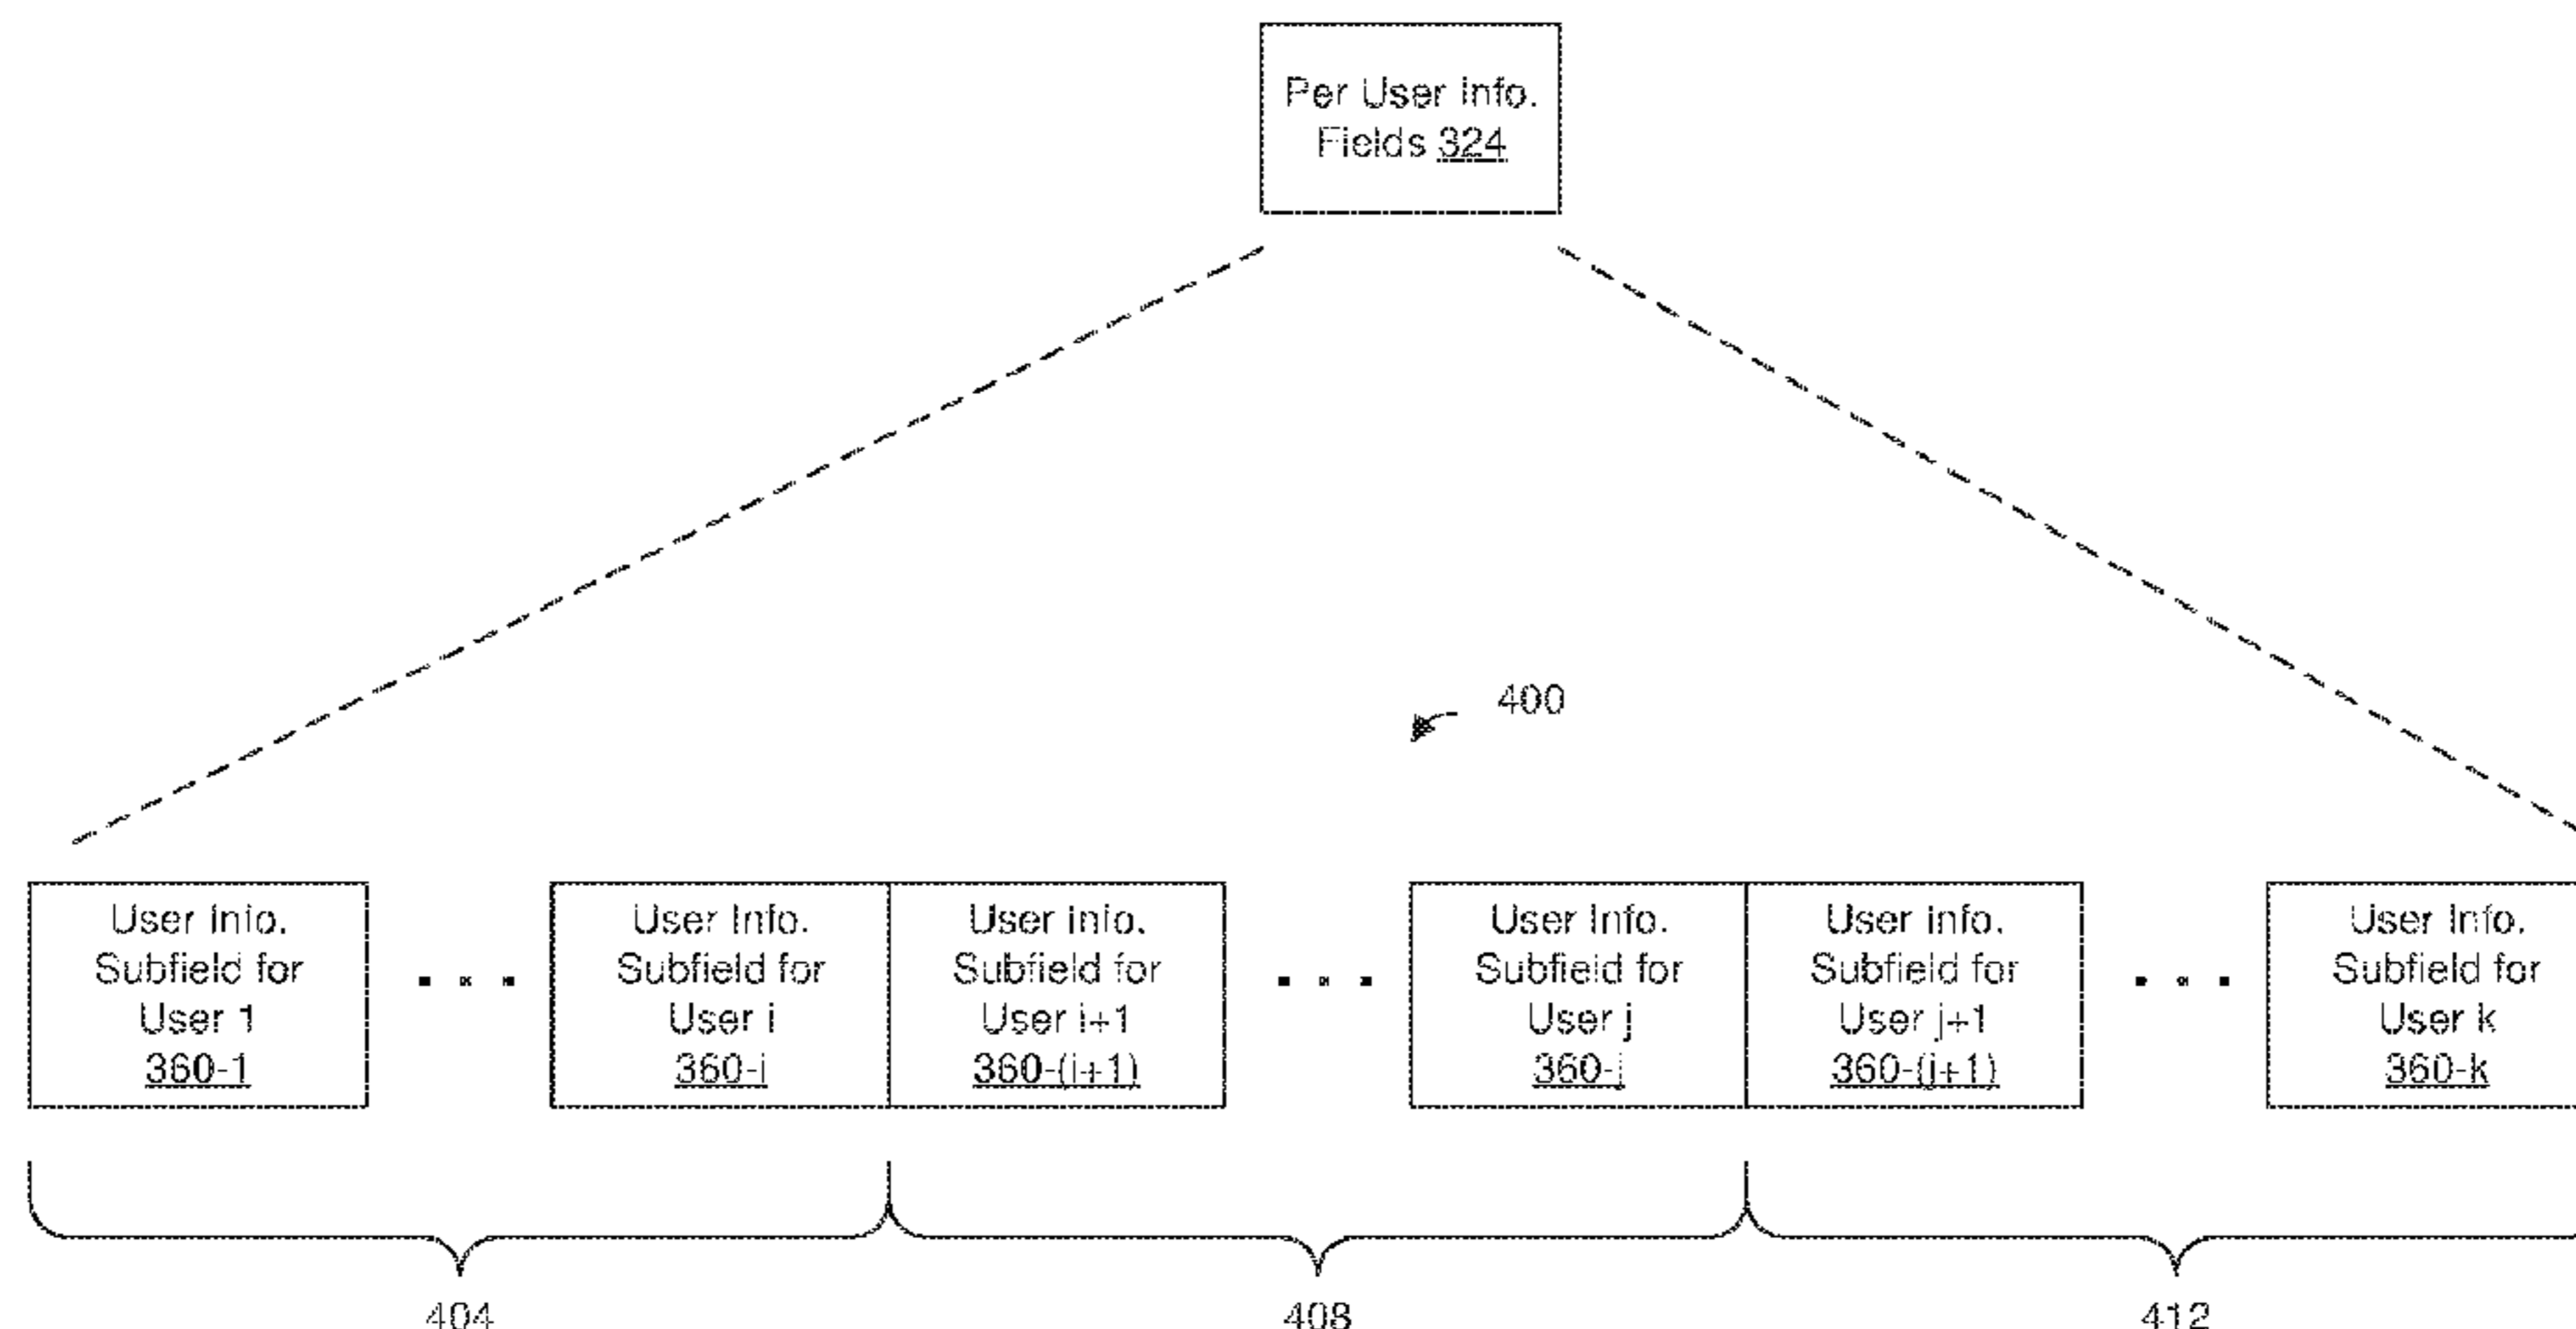 Per User Info.
Fields 324
400
User Info.
Subfield for
User 1
360-1
User Info.
Subfield for
User i
360-i
User Info.
Subfield for
User i+1
360-(i+1)
User Info.
Subfield for
User j
360-j
User Info.
Subfield for
User j+1
360-(j+1)
User Info.
Subfield for
User k
360-k
404
408
412